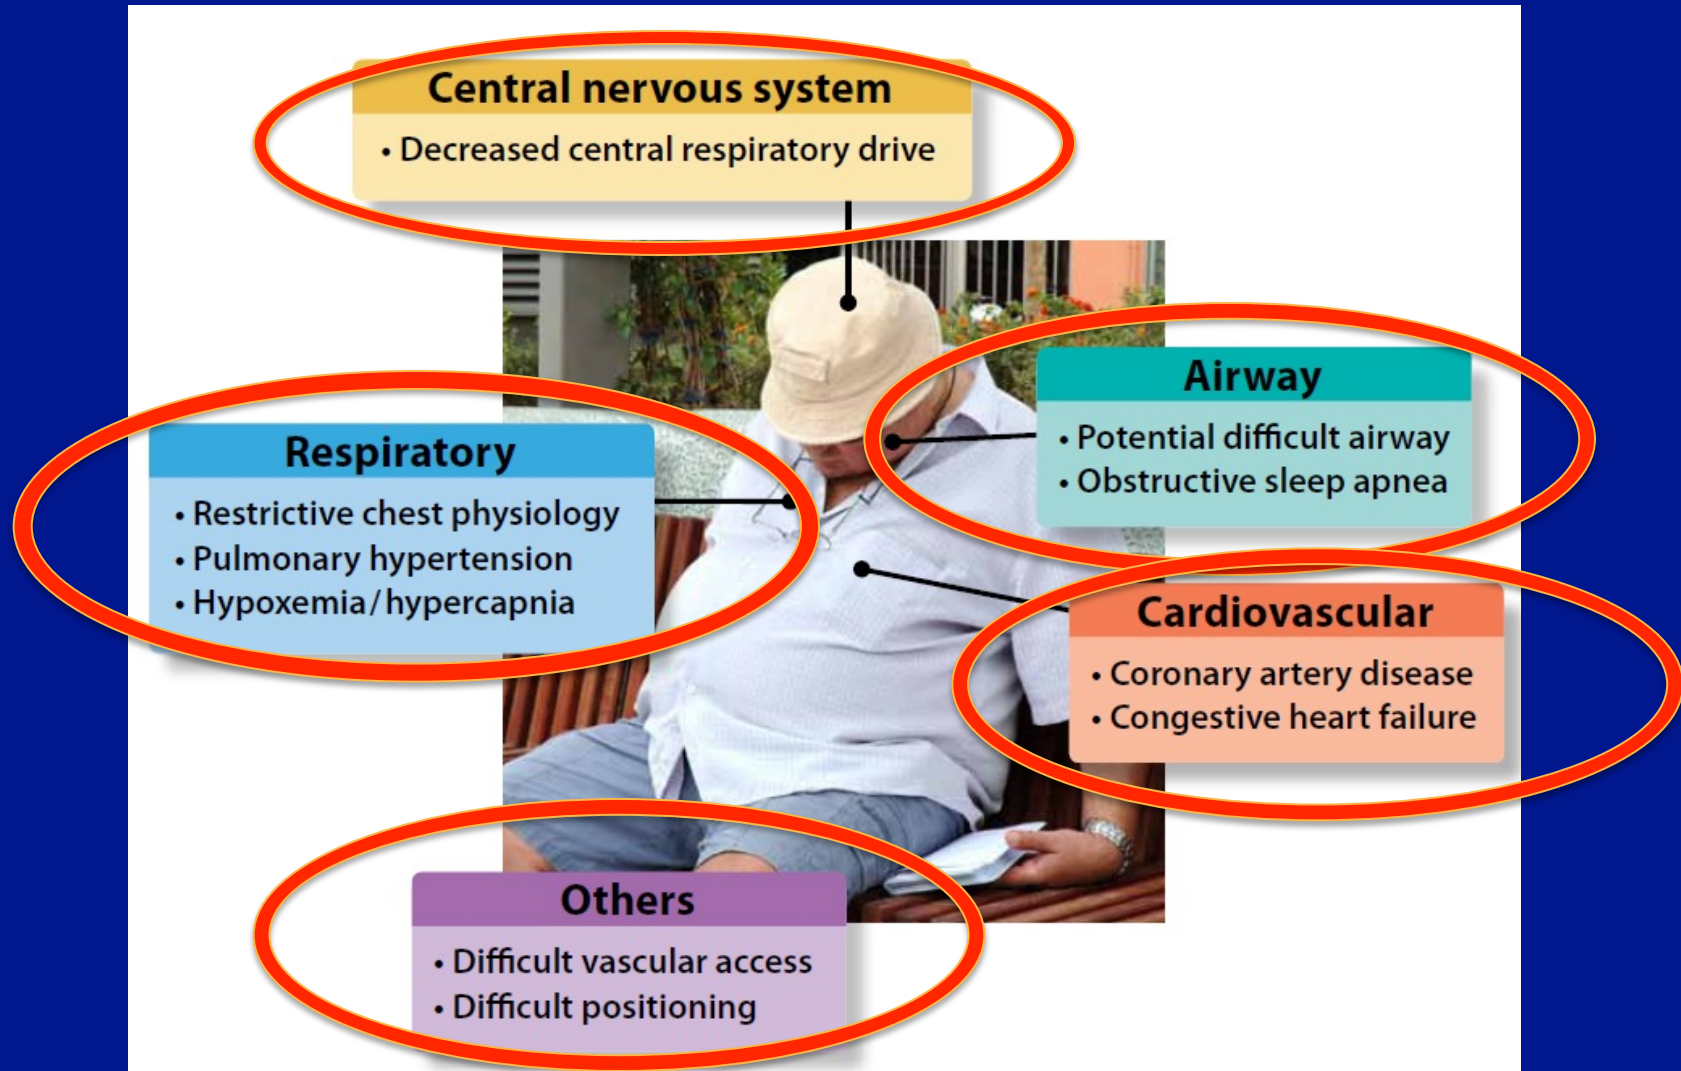 Central nervous system
• Decreased central respiratory drive
Airway
• Potential difficult airway
• Obstructive sleep apnea
Respiratory
• Restrictive chest physiology
• Pulmonary hypertension
• Hypoxemia/hypercapnia
Cardiovascular
• Coronary artery disease
• Congestive heart failure
Others
• Difficult vascular access
• Difficult positioning